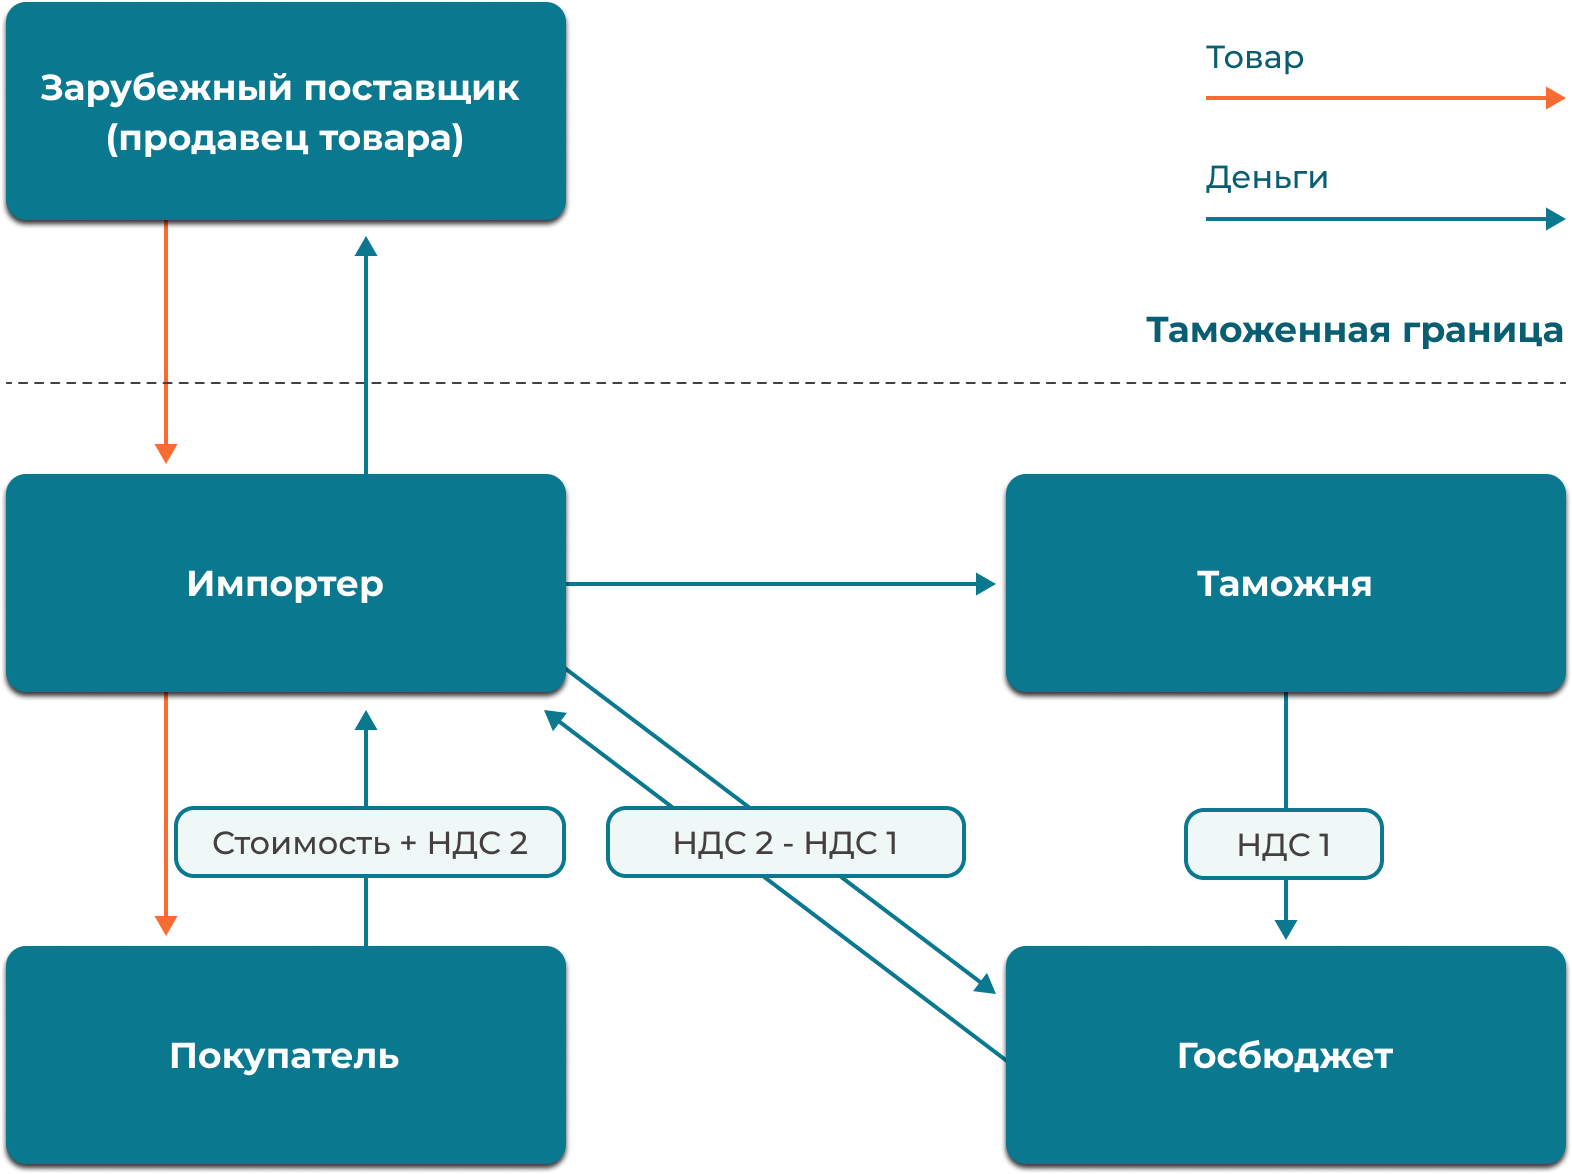 Зарубежный поставщик
(продавец товара)
Товар
Деньги
Таможенная граница
Импортер
Таможня
Стоимость + НДС 2
НДС 2 - НДС 1
НДС 1
Покупатель
Госбюджет